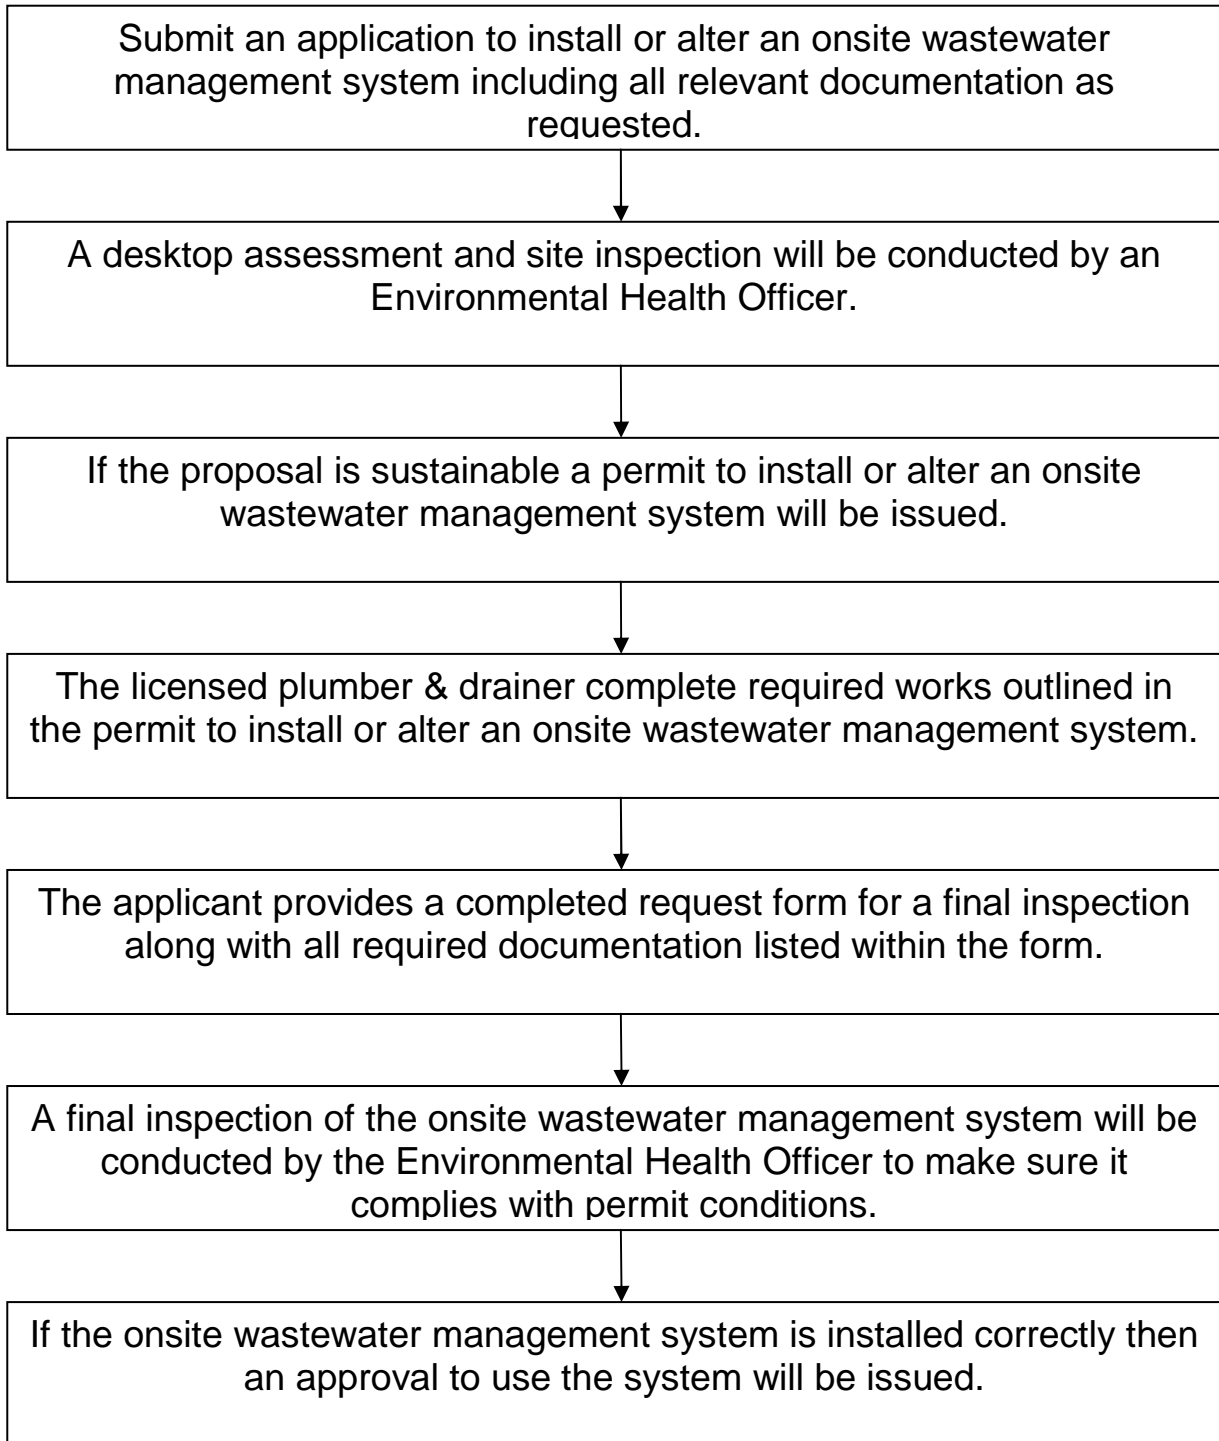 Submit an application to install or alter an onsite wastewater
management system including all relevant documentation as
requested.
A desktop assessment and site inspection will be conducted by an
Environmental Health Officer.
If the proposal is sustainable a permit to install or alter an onsite
wastewater management system will be issued.
The licensed plumber & drainer complete required works outlined in
the permit to install or alter an onsite wastewater management system.
The applicant provides a completed request form for a final inspection
along with all required documentation listed within the form.
A final inspection of the onsite wastewater management system will be
conducted by the Environmental Health Officer to make sure it
complies with permit conditions.
If the onsite wastewater management system is installed correctly then
an approval to use the system will be issued.